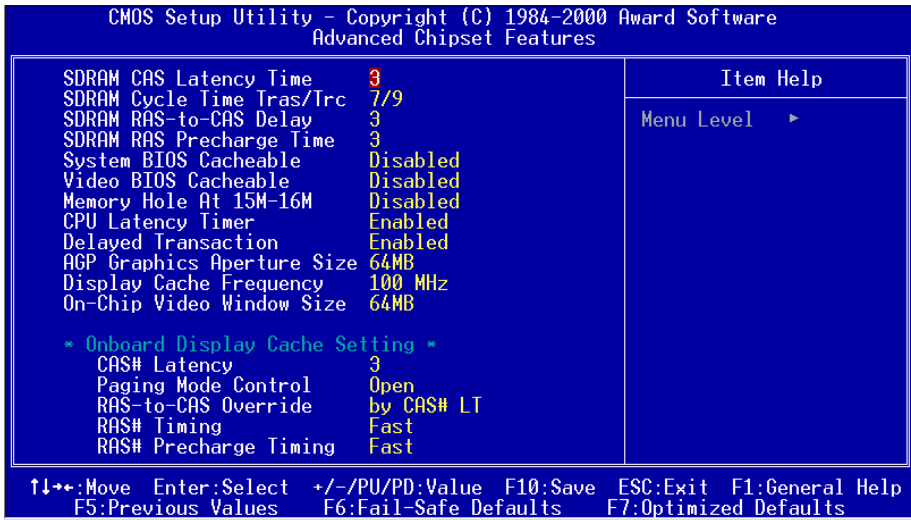 CMOS Setup Utility - Copyright (C) 1984-2000 Award Software
Advanced Chipset Features
SDRAM CAS Latency Time 3
SDRAM Cycle Time Tras/Trc 7/9
SDRAM RAS-to-CAS Delay 3
SDRAM RAS Precharge Time 3
System BIOS Cacheable Disabled
Video BIOS Cacheable Disabled
Memory Hole At 15M-16M Disabled
CPU Latency Timer Enabled
Delayed Transaction Enabled
AGP Graphics Aperture Size 64MB
Display Cache Frequency 100 MHz
On-Chip Video Window Size 64MB
* Onboard Display Cache Setting *
CAS# Latency 3
Paging Mode Control Open
RAS-to-CAS Override by CAS# LT
RAS# Timing Fast
RAS# Precharge Timing Fast
Item Help
Menu Level ►
↑↓→←:Move Enter:Select +/-/PU/PD:Value F10:Save ESC:Exit F1:General Help
F5:Previous Values F6:Fail-Safe Defaults F7:Optimized Defaults